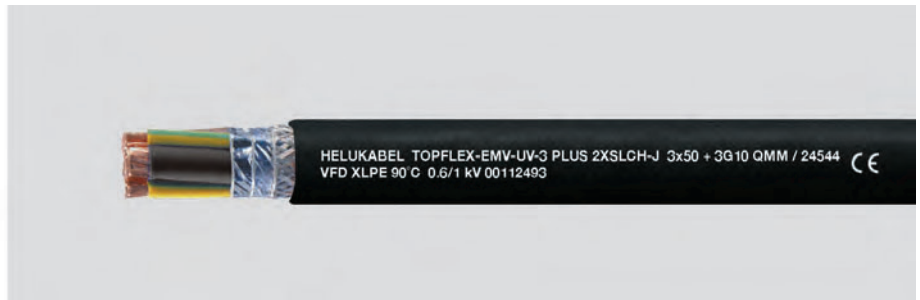 HELUKABEL TOPFLEX-EMV-UV-3 PLUS 2XSLCH-J 3x50 + 3G10 QMM / 24544 CE
VFD XLPE 90°C 0.6/1 kV 00112493